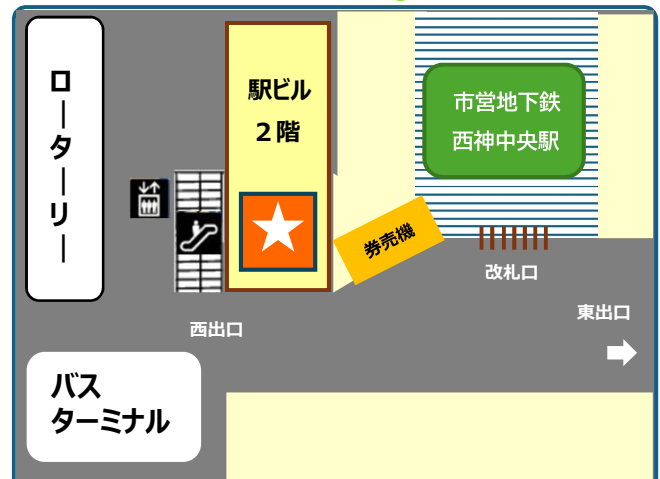 ローターリー
駅ビル
２階
市営地下鉄
西神中央駅
券売機
改札口
東出口
西出口
バス
ターミナル